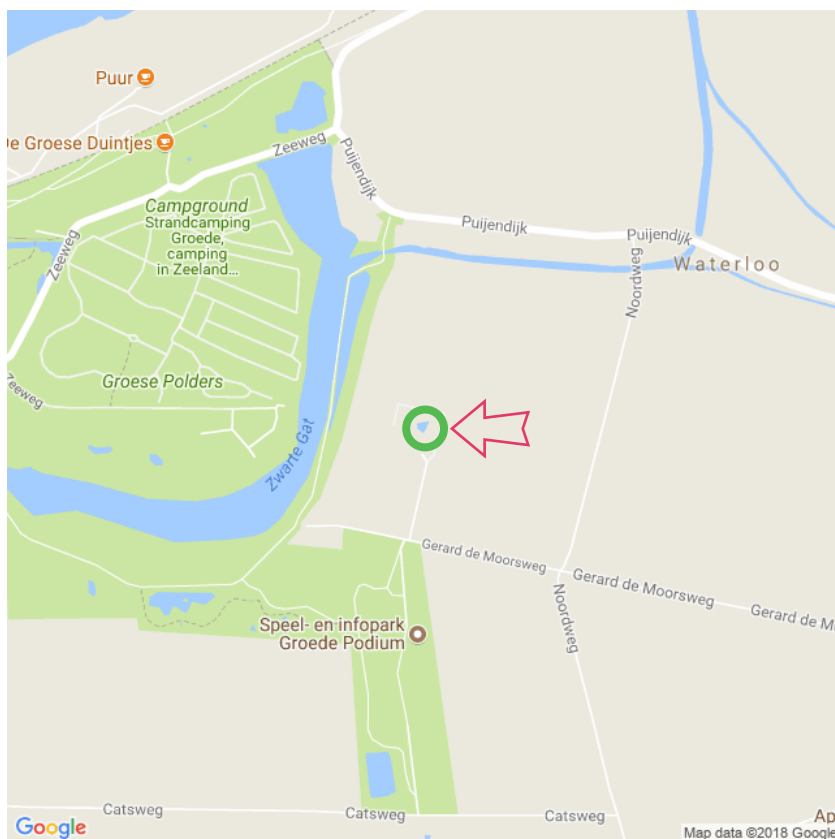 Puur
De Groese Duintjes
Zeeweg
Puijendijk
Campground
Strandcamping
Groede,
camping
in Zeeland...
Puijendijk
Puijendijk
Zeeweg
Waterloo
Noordweg
Groese Polders
Zeeweg
Zwarte Gat
Gerard de Moorsweg
Gerard de Moorsweg
Gerard de M
Noordweg
Speel- en infopark
Groede Podium
Catsweg
Catsweg
Catsweg
Ap
Google
Map data ©2018 Google